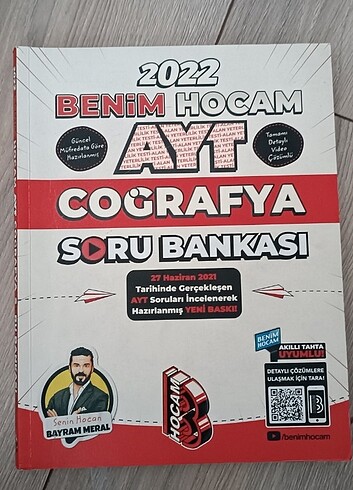 2022
BENİM HOCAM
Güncel
Müfredata Göre
Hazırlanmış
AYT
Tamamı
Detaylı
Video
Çözümlü
COĞRAFYA
SORU BANKASI
27 Haziran 2021
Tarihinde Gerçekleşen
AYT Soruları İncelenerek
Hazırlanmış YENİ BASKI!
BENİM
HOCAM
AKILLI TAHTA
UYUMLU!
DETAYLI ÇÖZÜMLERE
ULAŞMAK İÇİN TARA!
Senin Hocan
BAYRAM MERAL
HOCAM
/benimhocam